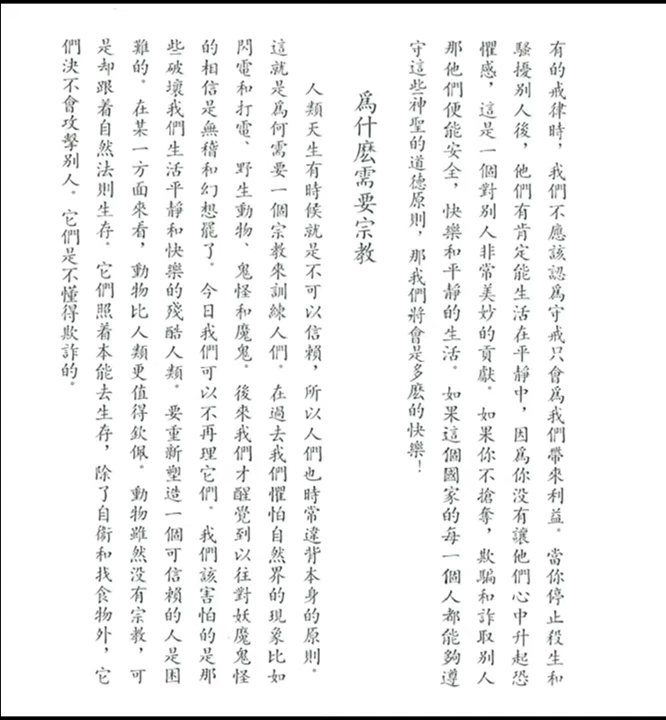 有的戒律時，我們不應該認爲守戒只會爲我們帶來利益。當你停止殺生和
騷擾別人後，他們有肯定能生活在平靜中，因爲你没有讓他們心中升起恐
懼感，這是一個對別人非常美妙的貢獻。如果你不搶奪，欺騙和詐取別人
那他們便能安全，快樂和平靜的生活。如果這個國家的每一個人都能夠遵
守這些神聖的道德原則，那我們將會是多麽的快樂！
爲什麽需要宗教
人類天生有時候就是不可以信賴，所以人們也時常違背本身的原則。
這就是爲何需要一個宗教來訓練人們。在過去我們懼怕自然界的現象比如
閃電和打電、野生動物、鬼怪和魔鬼。後來我們才醒覺到以往對妖魔鬼怪
的相信是無稽和幻想罷了。今日我們可以不再理它們。我們該害怕的是那
些破壞我們生活平靜和快樂的殘酷人類。要重新塑造一個可信賴的人是困
難的。在某一方面來看，動物比人類更值得欽佩。動物雖然没有宗教，可
是却跟着自然法則生存。它們照着本能去生存，除了自衞和找食物外，它
們決不會攻擊別人。它們是不懂得欺詐的。